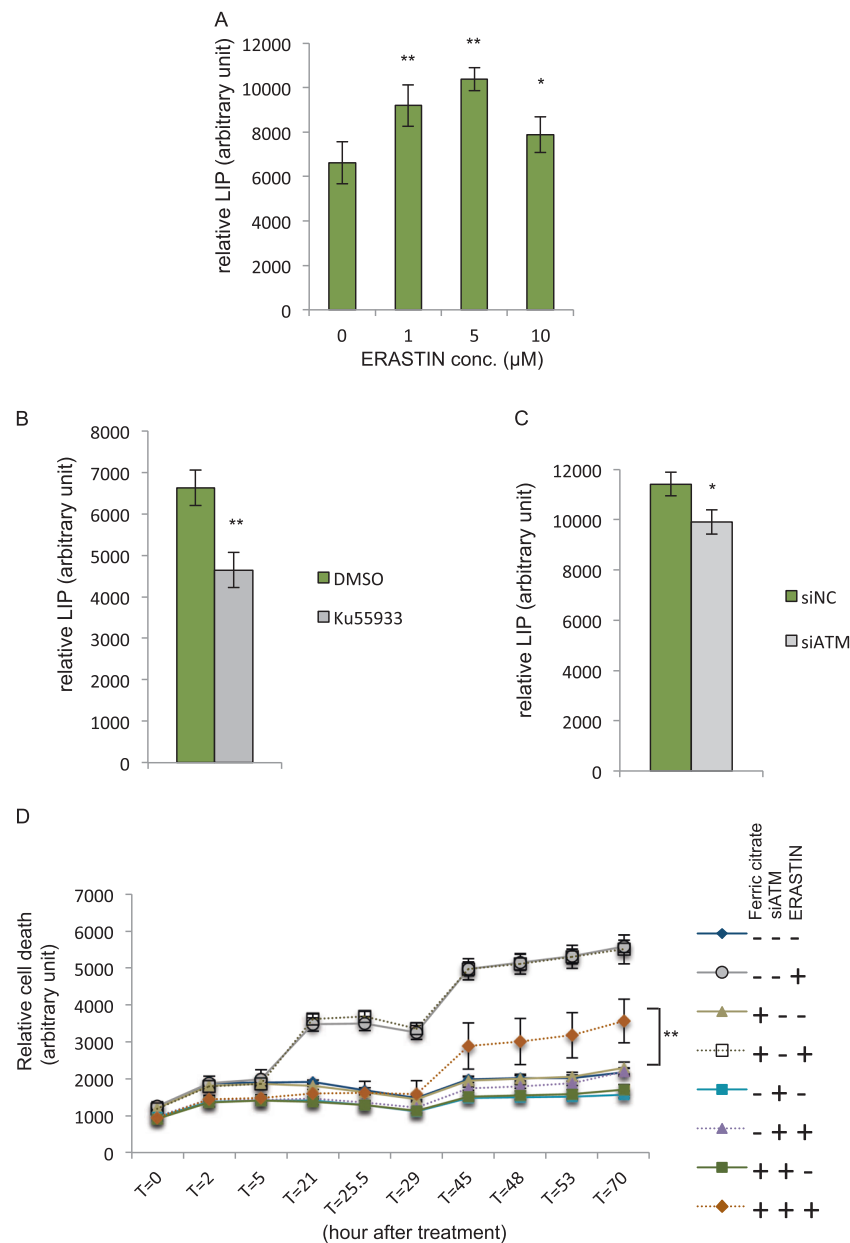 A
relative LIP (arbitrary unit)
12000
10000
8000
6000
4000
2000
0
**
**
*
0 1 5 10
ERASTIN conc. (µM)
B
relative LIP (arbitrary unit)
8000
7000
6000
5000
4000
3000
2000
1000
0
**
DMSO
Ku55933
C
relative LIP (arbitrary unit)
12000
10000
8000
6000
4000
2000
0
*
siNC
siATM
D
Relative cell death
(arbitrary unit)
7000
6000
5000
4000
3000
2000
1000
0
T=0 T=2 T=5 T=21 T=25.5 T=29 T=45 T=48 T=53 T=70
(hour after treatment)
**
Ferric citrate
siATM
ERASTIN
- - -
- - +
+ - -
+ - +
- + -
- + +
+ + -
+ + +